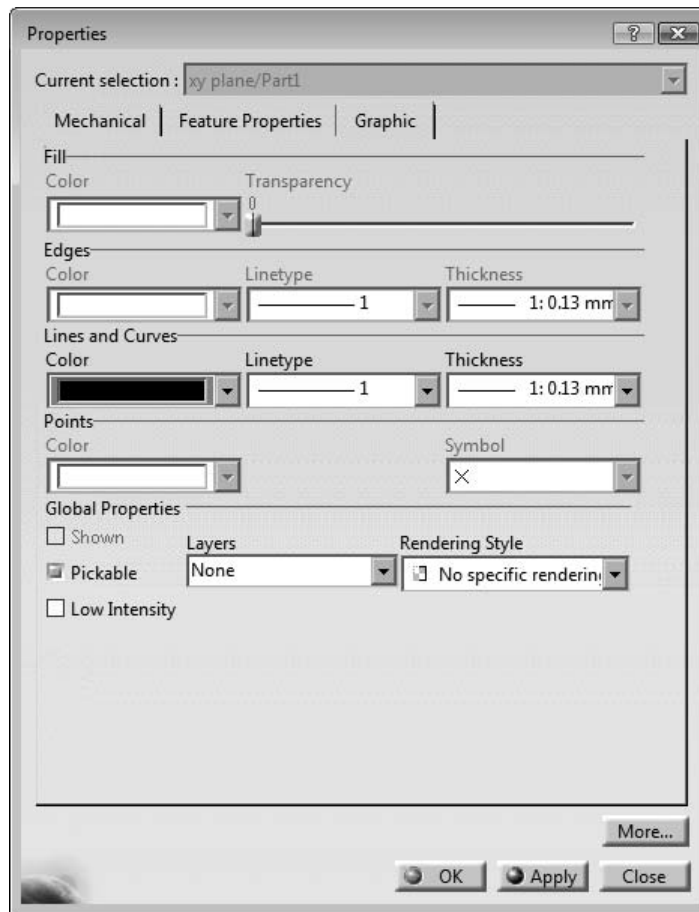 Properties
?
Current selection : xy plane/Part1
Mechanical Feature Properties Graphic
Fill
Color Transparency
0
Edges
Color Linetype Thickness
1 1: 0.13 mm
Lines and Curves
Color Linetype Thickness
1 1: 0.13 mm
Points
Color Symbol
Global Properties
Shown
Layers Rendering Style
Pickable None No specific renderin
Low Intensity
More...
OK Apply Close